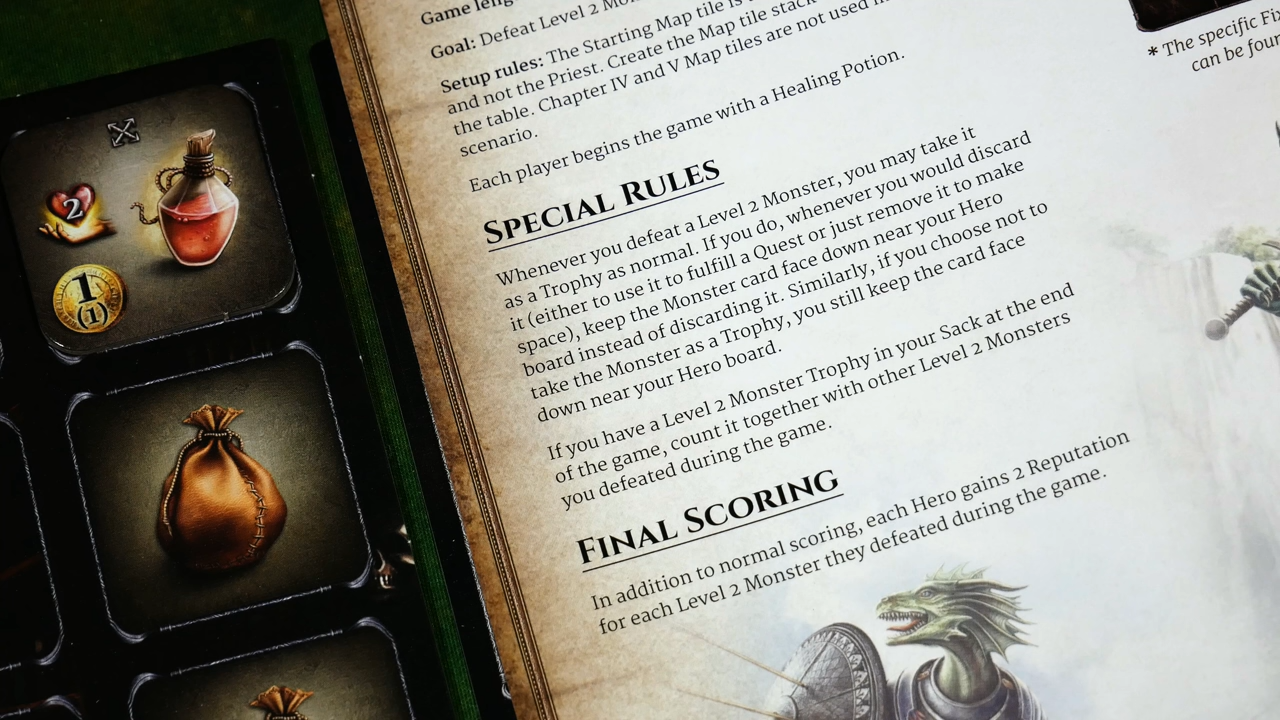 2
1
(1)
Game leng
Goal: Defeat Level 2 Mon
Setup rules: The Starting Map tile is
and not the Priest. Create the Map tile stack
the table. Chapter IV and V Map tiles are not used in
scenario.
Each player begins the game with a Healing Potion.
SPECIAL RULES
Whenever you defeat a Level 2 Monster, you may take it
as a Trophy as normal. If you do, whenever you would discard
it (either to use it to fulfill a Quest or just remove it to make
space), keep the Monster card face down near your Hero
board instead of discarding it. Similarly, if you choose not to
take the Monster as a Trophy, you still keep the card face
down near your Hero board.
If you have a Level 2 Monster Trophy in your Sack at the end
of the game, count it together with other Level 2 Monsters
you defeated during the game.
FINAL SCORING
In addition to normal scoring, each Hero gains 2 Reputation
for each Level 2 Monster they defeated during the game.
* The specific Fi
can be four